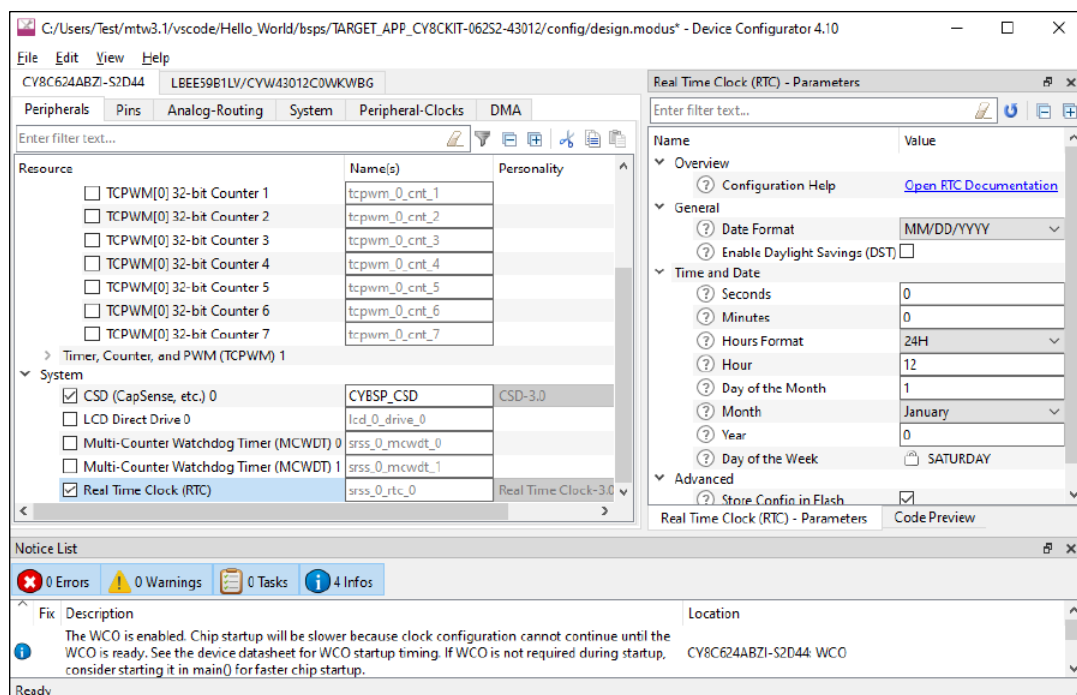 C:/Users/Test/mtw3.1/vscode/Hello_World/bsps/TARGET_APP_CY8CKIT-062S2-43012/config/design.modus* - Device Configurator 4.10
File Edit View Help
CY8C624ABZI-S2D44 LBEE59B1LV/CYW43012C0WKWBG
Peripherals Pins Analog-Routing System Peripheral-Clocks DMA
Enter filter text...
Resource Name(s) Personality
TCPWM[0] 32-bit Counter 1 tcpwm_0_cnt_1
TCPWM[0] 32-bit Counter 2 tcpwm_0_cnt_2
TCPWM[0] 32-bit Counter 3 tcpwm_0_cnt_3
TCPWM[0] 32-bit Counter 4 tcpwm_0_cnt_4
TCPWM[0] 32-bit Counter 5 tcpwm_0_cnt_5
TCPWM[0] 32-bit Counter 6 tcpwm_0_cnt_6
TCPWM[0] 32-bit Counter 7 tcpwm_0_cnt_7
Timer, Counter, and PWM (TCPWM) 1
System
CSD (CapSense, etc.) 0 CYBSP_CSD CSD-3.0
LCD Direct Drive 0 lcd_0_drive_0
Multi-Counter Watchdog Timer (MCWDT) 0 srss_0_mcwdt_0
Multi-Counter Watchdog Timer (MCWDT) 1 srss_0_mcwdt_1
Real Time Clock (RTC) srss_0_rtc_0 Real Time Clock-3.0
Real Time Clock (RTC) - Parameters
Enter filter text...
Name Value
Overview
Configuration Help Open RTC Documentation
General
Date Format MM/DD/YYYY
Enable Daylight Savings (DST)
Time and Date
Seconds 0
Minutes 0
Hours Format 24H
Hour 12
Day of the Month 1
Month January
Year 0
Day of the Week SATURDAY
Advanced
Store Config in Flash
Real Time Clock (RTC) - Parameters Code Preview
Notice List
0 Errors 0 Warnings 0 Tasks 4 Infos
Fix Description Location
The WCO is enabled. Chip startup will be slower because clock configuration cannot continue until the
WCO is ready. See the device datasheet for WCO startup timing. If WCO is not required during startup, CY8C624ABZI-S2D44: WCO
consider starting it in main() for faster chip startup.
Ready